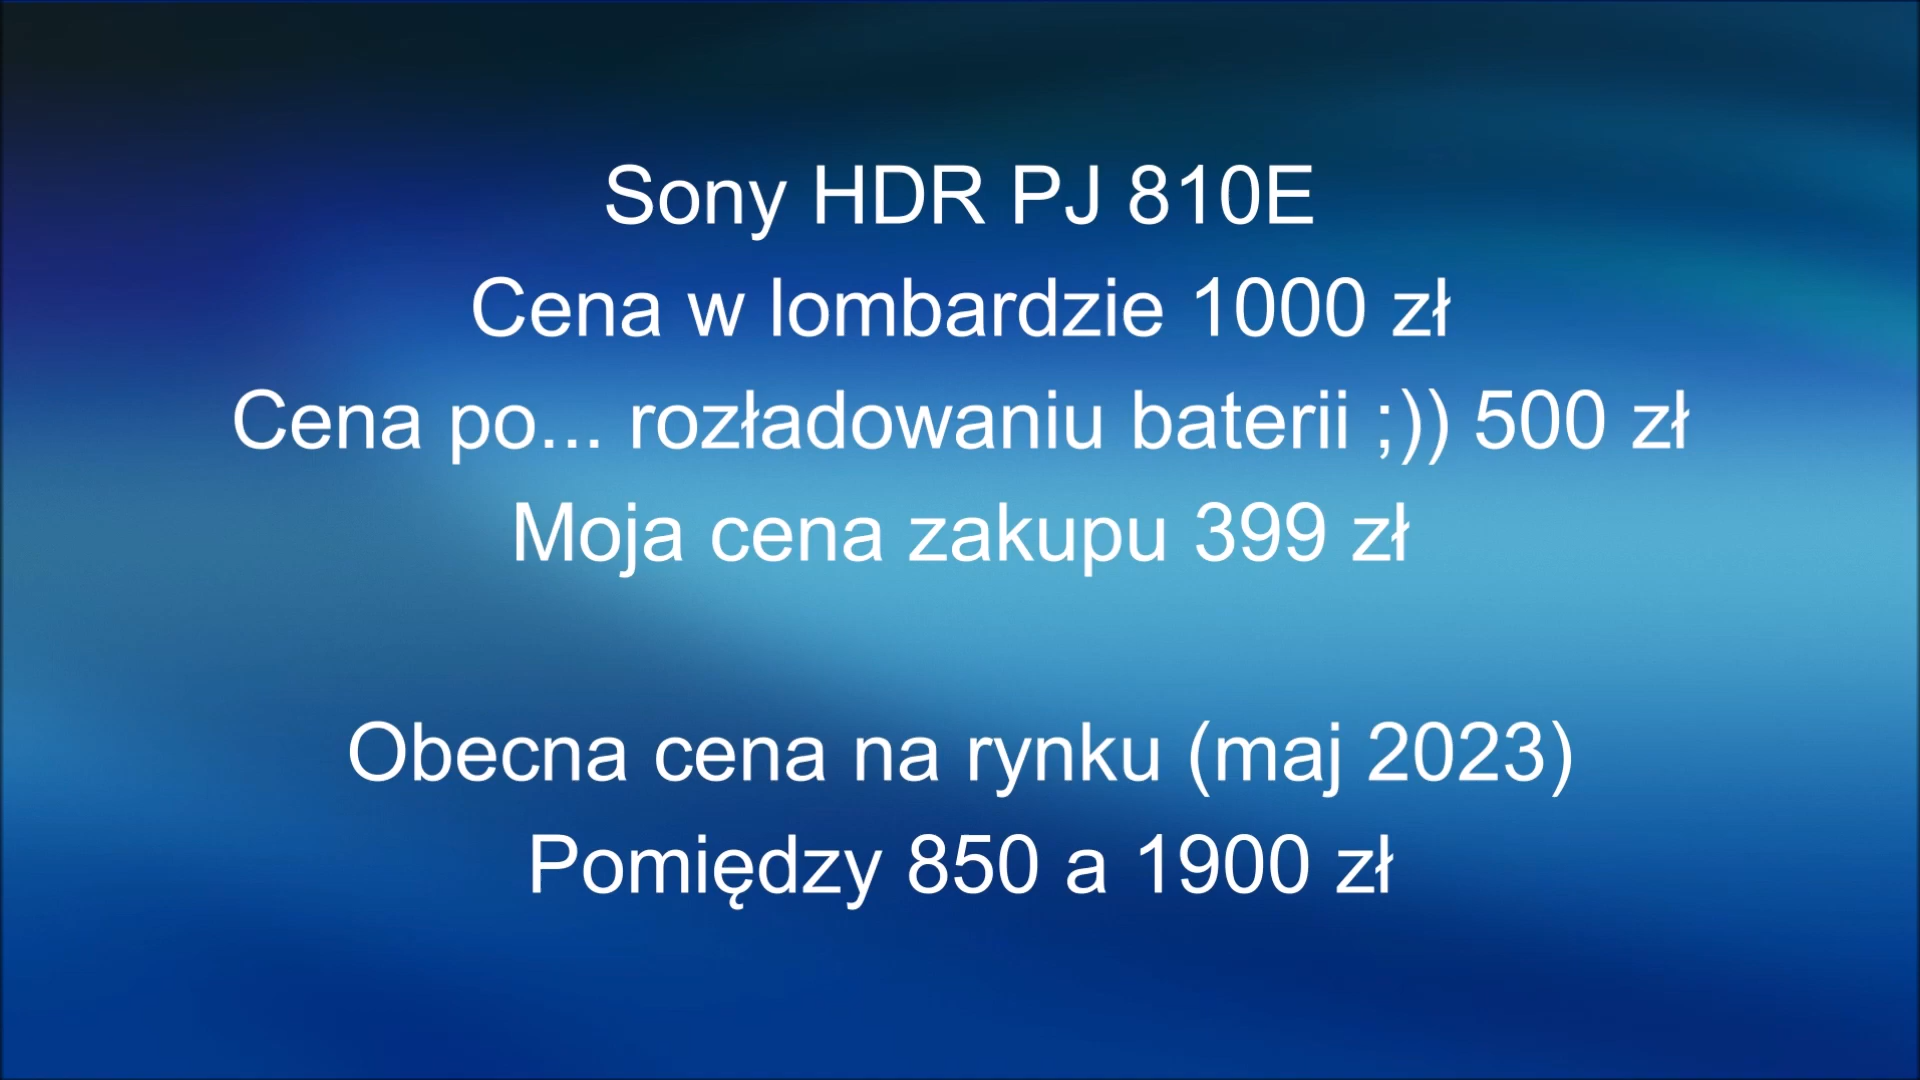 Sony HDR PJ 810E
Cena w lombardzie 1000 zł
Cena po... rozładowaniu baterii ;)) 500 zł
Moja cena zakupu 399 zł
Obecna cena na rynku (maj 2023)
Pomiędzy 850 a 1900 zł